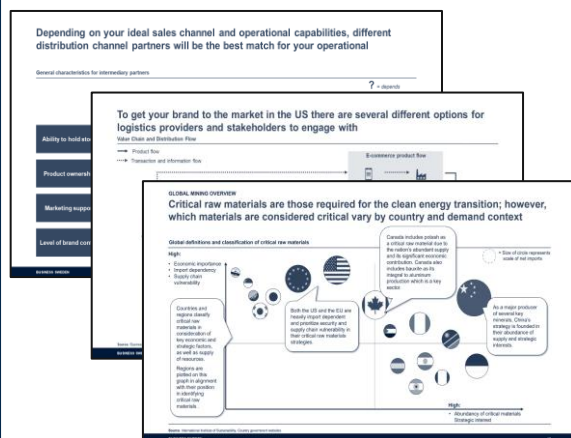 Depending on your ideal sales channel and operational capabilities, different
distribution channel partners will be the best match for your operational
General characteristics for intermediary partners
? = depends
Ability to hold sto
Product ownersh
Marketing suppo
Level of brand con
BUSINESS SWEDEN
To get your brand to the market in the US there are several different options for
logistics providers and stakeholders to engage with
Value Chain and Distribution Flow
Product flow
Transaction and information flow
E-commerce product flow
GLOBAL MINING OVERVIEW
Critical raw materials are those required for the clean energy transition; however,
which materials are considered critical vary by country and demand context
Global definitions and classification of critical raw materials
High:
• Economic importance
• Import dependency
• Supply chain
vulnerability
Countries and
regions classify
critical raw
materials in
consideration of
key economic and
strategic factors,
as well as supply
of resources.
Regions are
plotted on this
graph in alignment
with their position
in identifying
critical raw
materials.
Both the US and the EU are
heavily import dependent
and prioritize security and
supply chain vulnerability in
their critical raw materials
strategies
Canada includes potash as
a critical raw material due to
the nation's abundant supply
and its significant economic
contribution. Canada also
includes bauxite as its
integral to aluminum
production which is a key
sector.
= Size of circle represents
scale of net imports
As a major producer
of several key
minerals, China's
strategy is founded in
their abundance of
supply and strategic
interests.
High:
• Abundancy of critical materials
Strategic interest
Source: International Institute of Sustainability, Country government websites